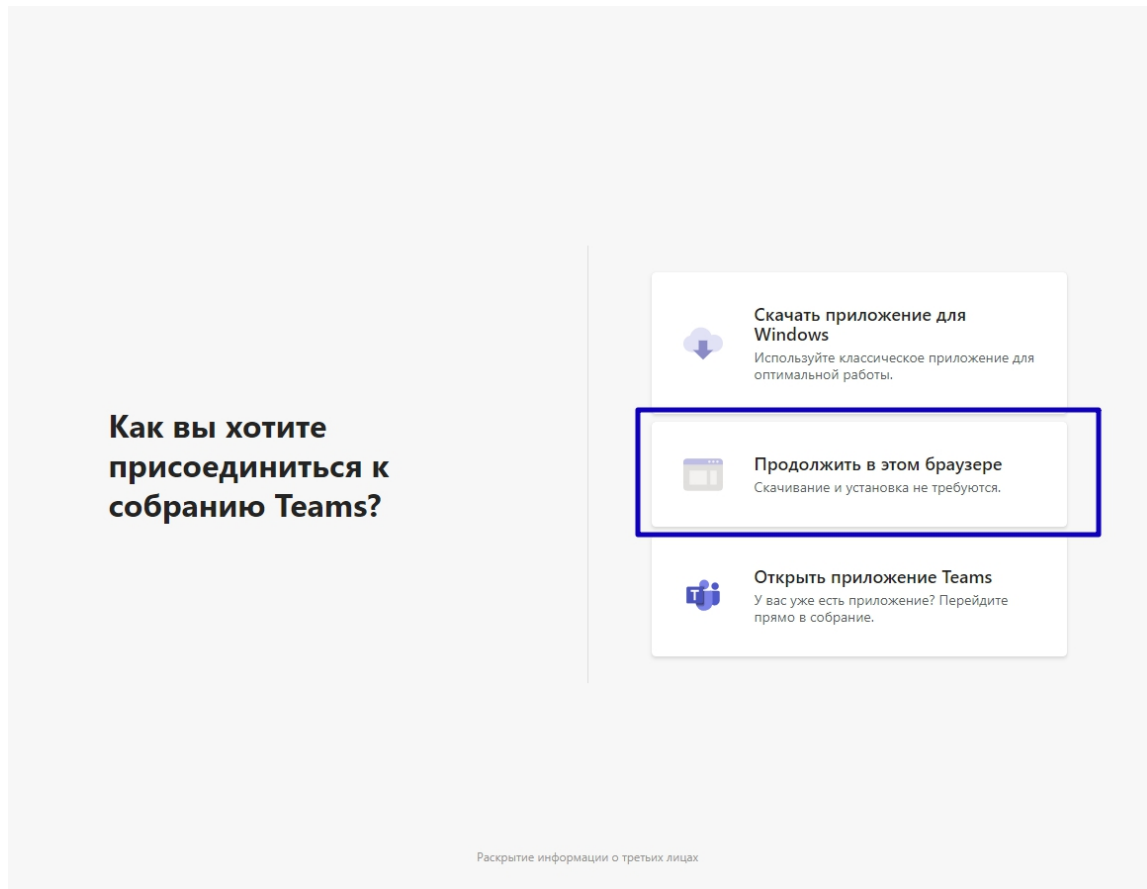 Как вы хотите
присоединиться к
собранию Teams?
Скачать приложение для
Windows
Используйте классическое приложение для
оптимальной работы.
Продолжить в этом браузере
Скачивание и установка не требуются.
Открыть приложение Teams
У вас уже есть приложение? Перейдите
прямо в собрание.
Раскрытие информации о третьих лицах